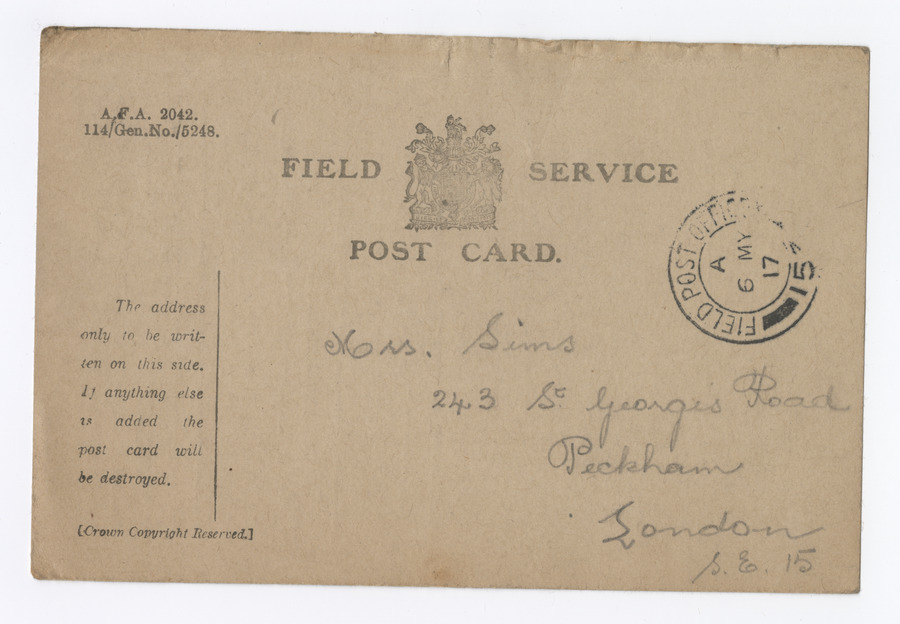 A.F.A. 2042.
114/Gen.No./5248.
FIELD SERVICE
POST CARD.
FIELD POST OFFICE
A
6 MY
17
15
The address
only to be writ-
ten on this side.
If anything else
is added the
post card will
be destroyed.
[Crown Copyright Reserved.]
Mrs. Sims
243 St. Georges Road
Peckham
London
S.E. 15